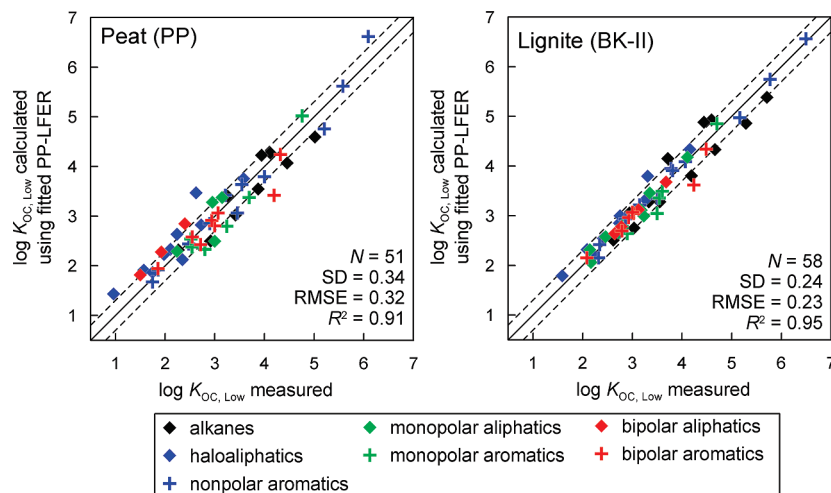 Peat (PP)
7
6
5
4
3
2
1
log K_OC, Low calculated
using fitted PP-LFER
N = 51
SD = 0.34
RMSE = 0.32
R² = 0.91
1 2 3 4 5 6 7
log K_OC, Low measured
Lignite (BK-II)
7
6
5
4
3
2
1
log K_OC, Low calculated
using fitted PP-LFER
N = 58
SD = 0.24
RMSE = 0.23
R² = 0.95
1 2 3 4 5 6 7
log K_OC, Low measured
alkanes
monopolar aliphatics
bipolar aliphatics
haloaliphatics
monopolar aromatics
bipolar aromatics
nonpolar aromatics